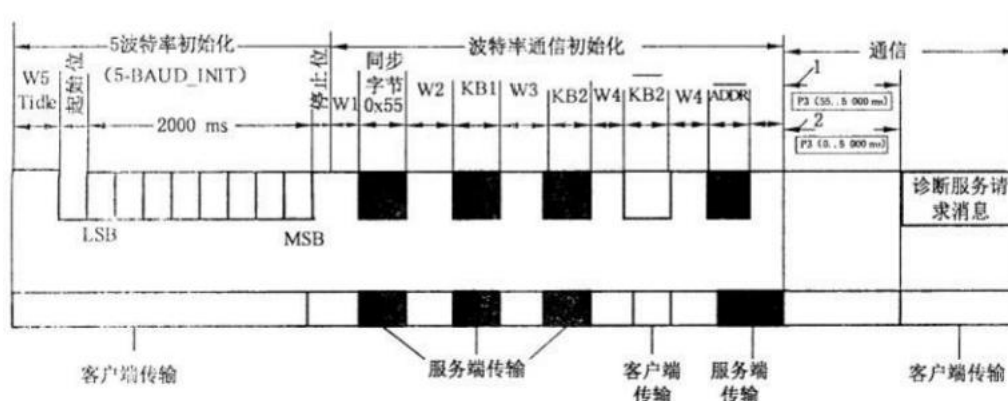 5波特率初始化
（5-BAUD_INIT）
波特率通信初始化
通信
W5
Tidle
起始位
2000 ms
停止位
W1
同步
字节
0x55
W2
KB1
W3
KB2
W4
KB2
W4
ADDR
1
P3 (55..5 000 ms)
2
P3 (0..5 000 ms)
LSB
MSB
诊断服务请
求消息
客户端传输
服务端传输
客户端
传输
服务端
传输
客户端传输